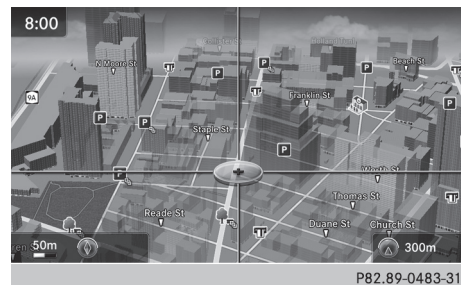 8:00
N Moore St
Beach St
9A
P
P
P
Franklin St
P
P
Staple St
P
P
Worth St
Thomas St
Reade St
Duane St
Church St
50m
300m
P82.89-0483-31